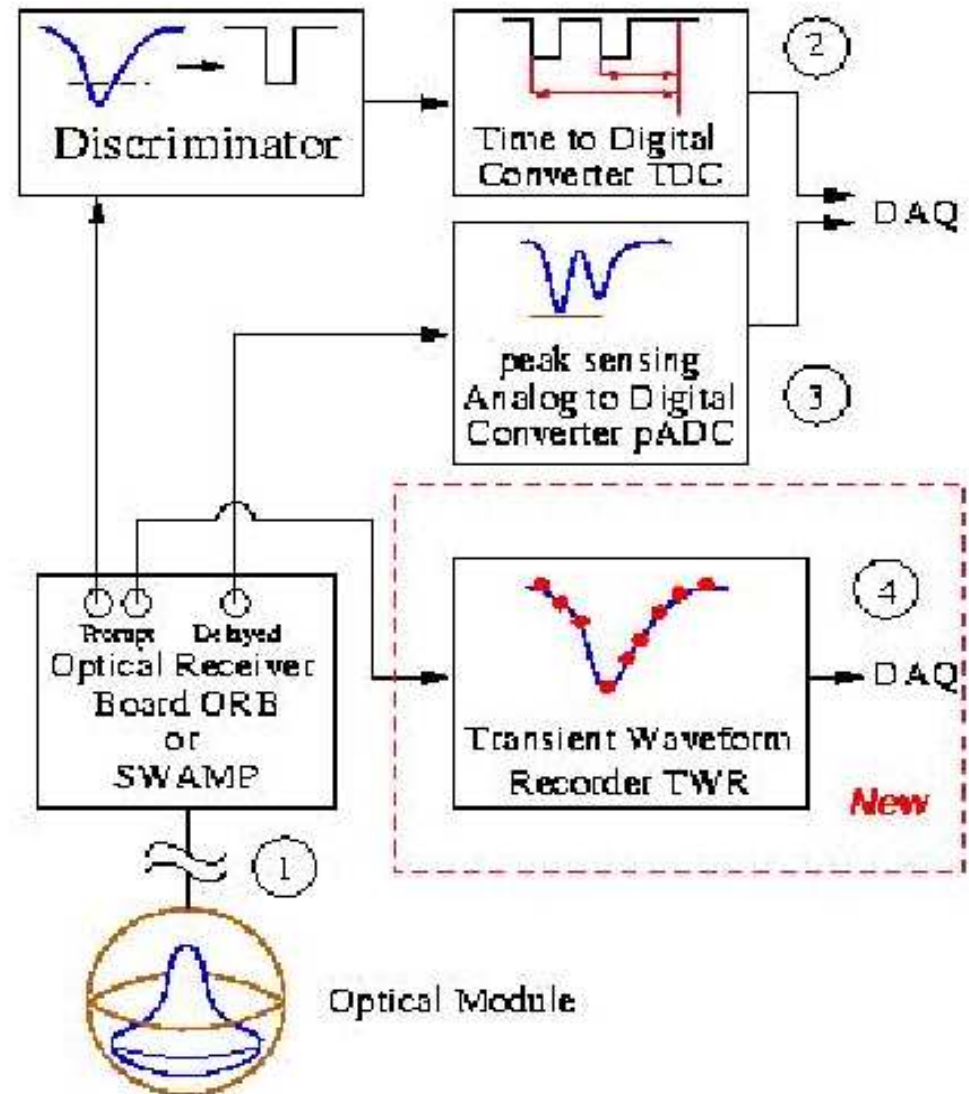 Discriminator
Time to Digital
Converter TDC
2
DAQ
peak sensing
Analog to Digital
Converter pADC
3
Prompt
Delayed
Optical Receiver
Board ORB
or
SWAMP
Transient Waveform
Recorder TWR
4
DAQ
New
1
Optical Module